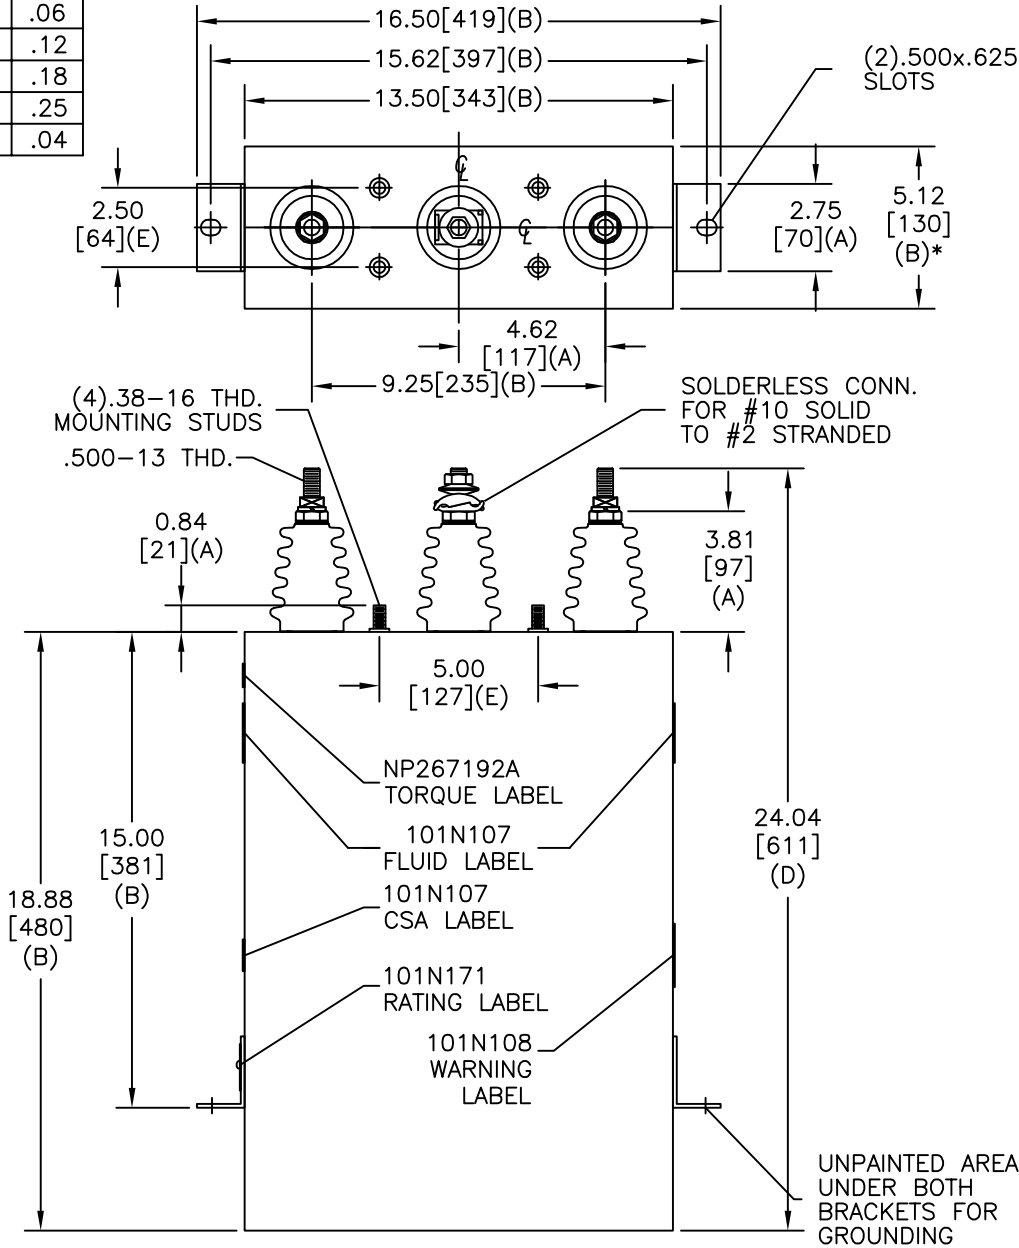 .06
.12
.18
.25
.04
16.50[419](B)
15.62[397](B)
13.50[343](B)
(2).500x.625
SLOTS
℄
℄
2.50
[64](E)
2.75
[70](A)
5.12
[130]
(B)*
4.62
[117](A)
9.25[235](B)
(4).38-16 THD.
MOUNTING STUDS
.500-13 THD.
SOLDERLESS CONN.
FOR #10 SOLID
TO #2 STRANDED
0.84
[21](A)
3.81
[97]
(A)
5.00
[127](E)
NP267192A
TORQUE LABEL
101N107
FLUID LABEL
101N107
CSA LABEL
101N171
RATING LABEL
101N108
WARNING
LABEL
15.00
[381]
(B)
18.88
[480]
(B)
24.04
[611]
(D)
UNPAINTED AREA
UNDER BOTH
BRACKETS FOR
GROUNDING